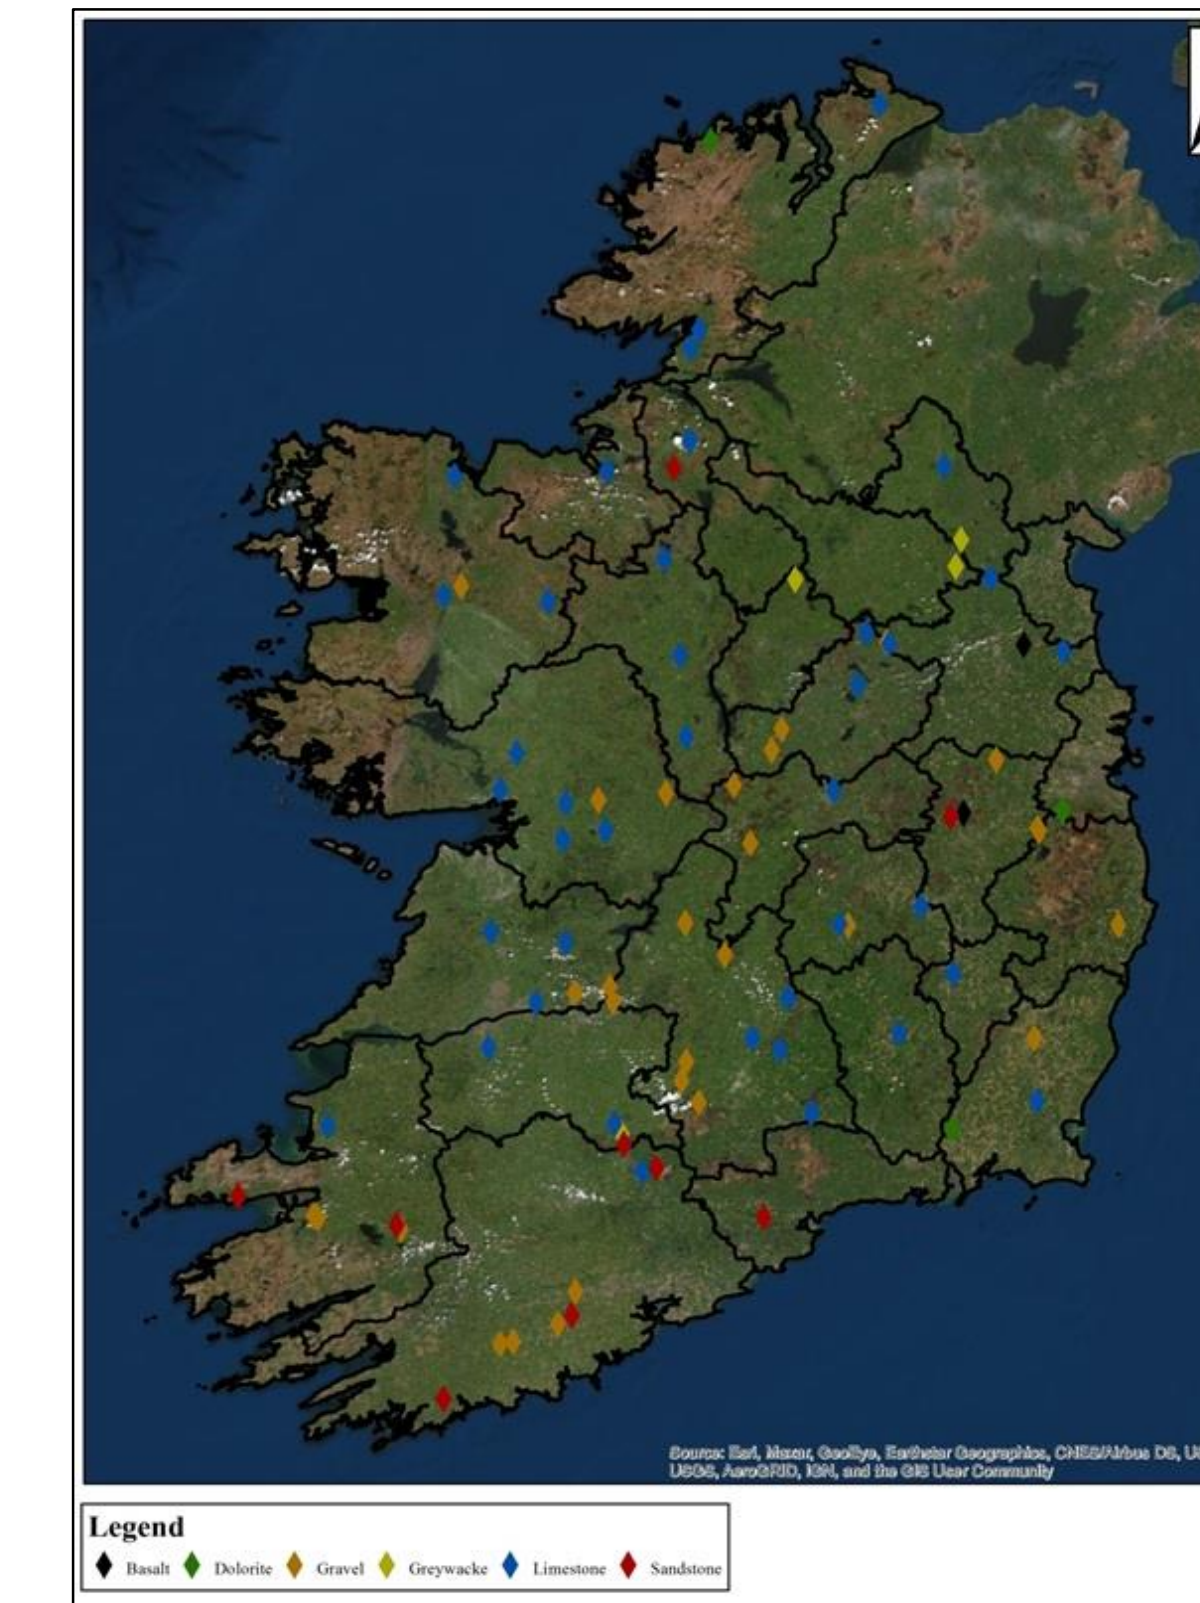 Source: Esri, Maxar, GeoEye, Earthstar Geographics, CNES/Airbus DS,
USGS, AeroGRID, IGN, and the GIS User Community
Legend
Basalt Dolorite Gravel Greywacke Limestone Sandstone